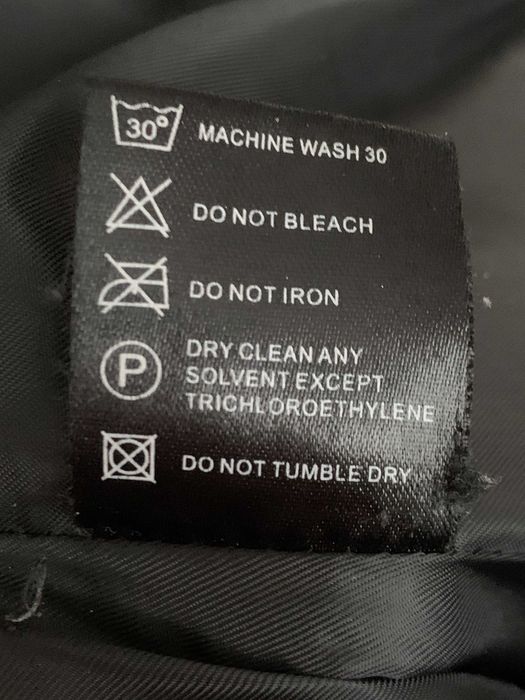 30° MACHINE WASH 30
DO NOT BLEACH
DO NOT IRON
P DRY CLEAN ANY
SOLVENT EXCEPT
TRICHLOROETHYLENE
DO NOT TUMBLE DRY